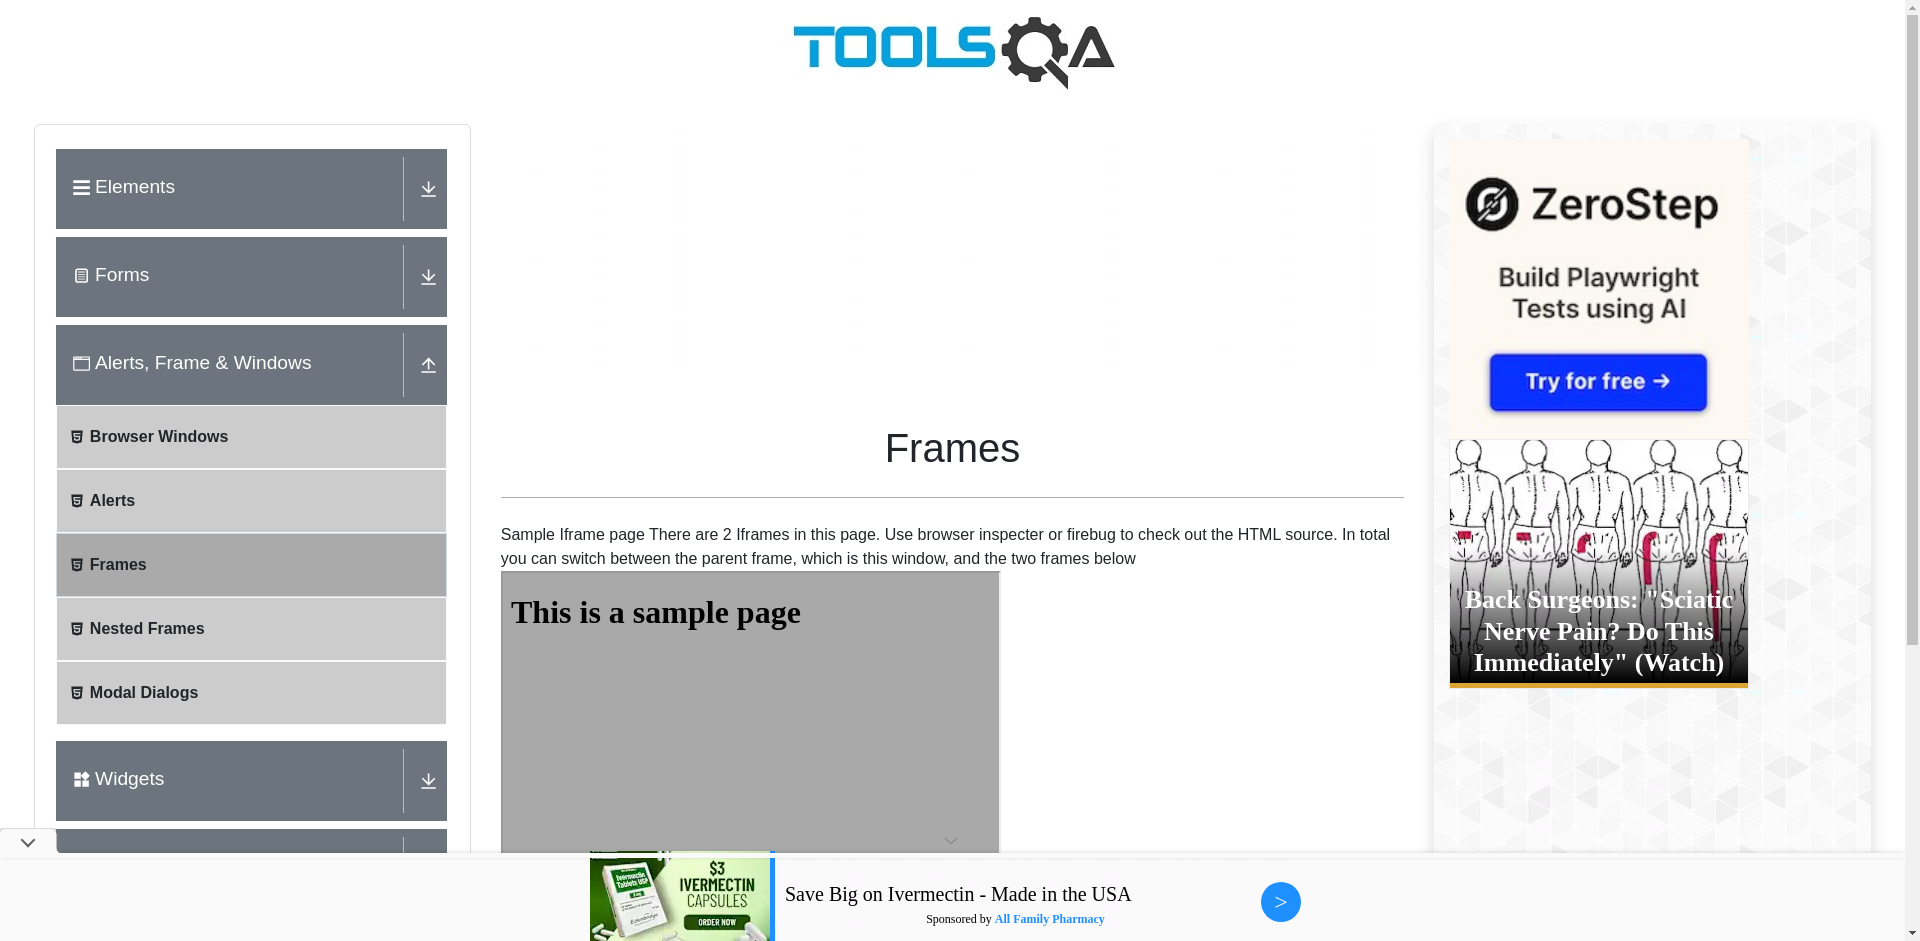 TOOLSQA
Elements
Forms
Alerts, Frame & Windows
Browser Windows
Alerts
Frames
Nested Frames
Modal Dialogs
Widgets
Frames
Sample Iframe page There are 2 Iframes in this page. Use browser inspecter or firebug to check out the HTML source. In total
you can switch between the parent frame, which is this window, and the two frames below
This is a sample page
ZeroStep
Build Playwright
Tests using AI
Try for free →
Back Surgeons: "Sciatic
Nerve Pain? Do This
Immediately" (Watch)
Ivermectin
Tablets USP
$3
IVERMECTIN
CAPSULES
ORDER NOW
Save Big on Ivermectin - Made in the USA
Sponsored by All Family Pharmacy
>